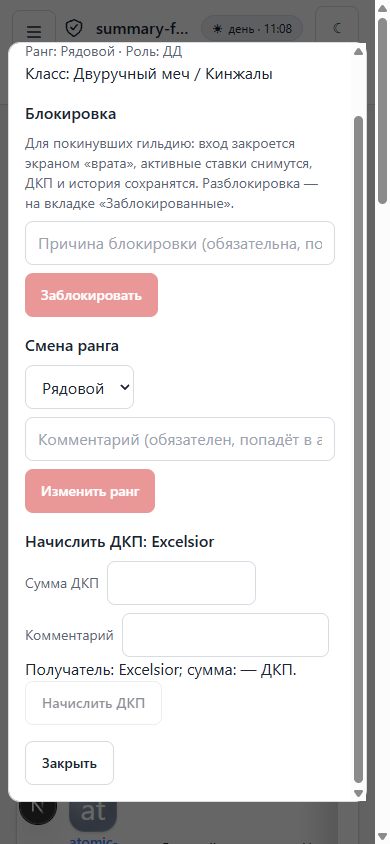 summary-f...
день · 11:08
Ранг: Рядовой · Роль: ДД
Класс: Двуручный меч / Кинжалы
Блокировка
Для покинувших гильдию: вход закроется
экраном «врата», активные ставки снимутся,
ДКП и история сохранятся. Разблокировка —
на вкладке «Заблокированные».
Причина блокировки (обязательна, по
Заблокировать
Смена ранга
Рядовой
Комментарий (обязателен, попадёт в а
Изменить ранг
Начислить ДКП: Excelsior
Сумма ДКП
Комментарий
Получатель: Excelsior; сумма: — ДКП.
Начислить ДКП
Закрыть
at
atomic